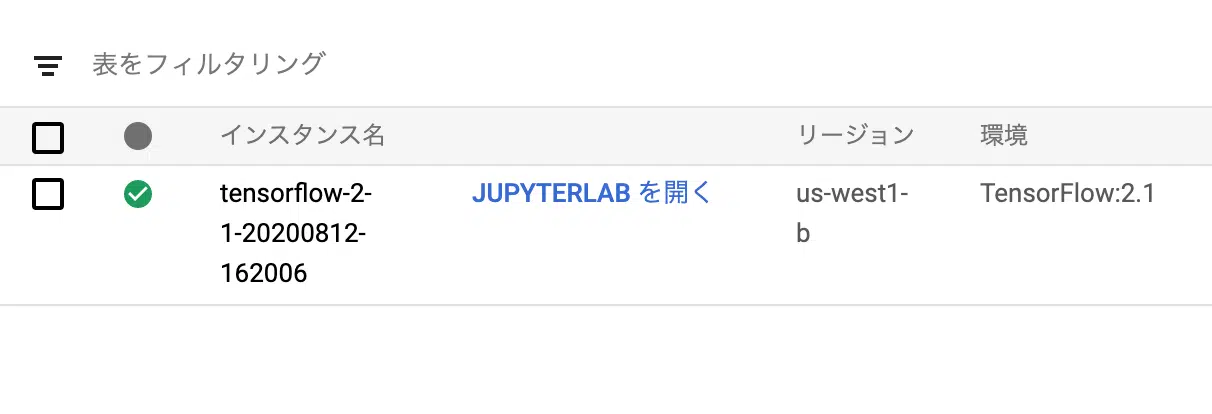 表をフィルタリング
インスタンス名 リージョン 環境
tensorflow-2- JUPYTERLAB を開く us-west1- TensorFlow:2.1
1-20200812- b
162006